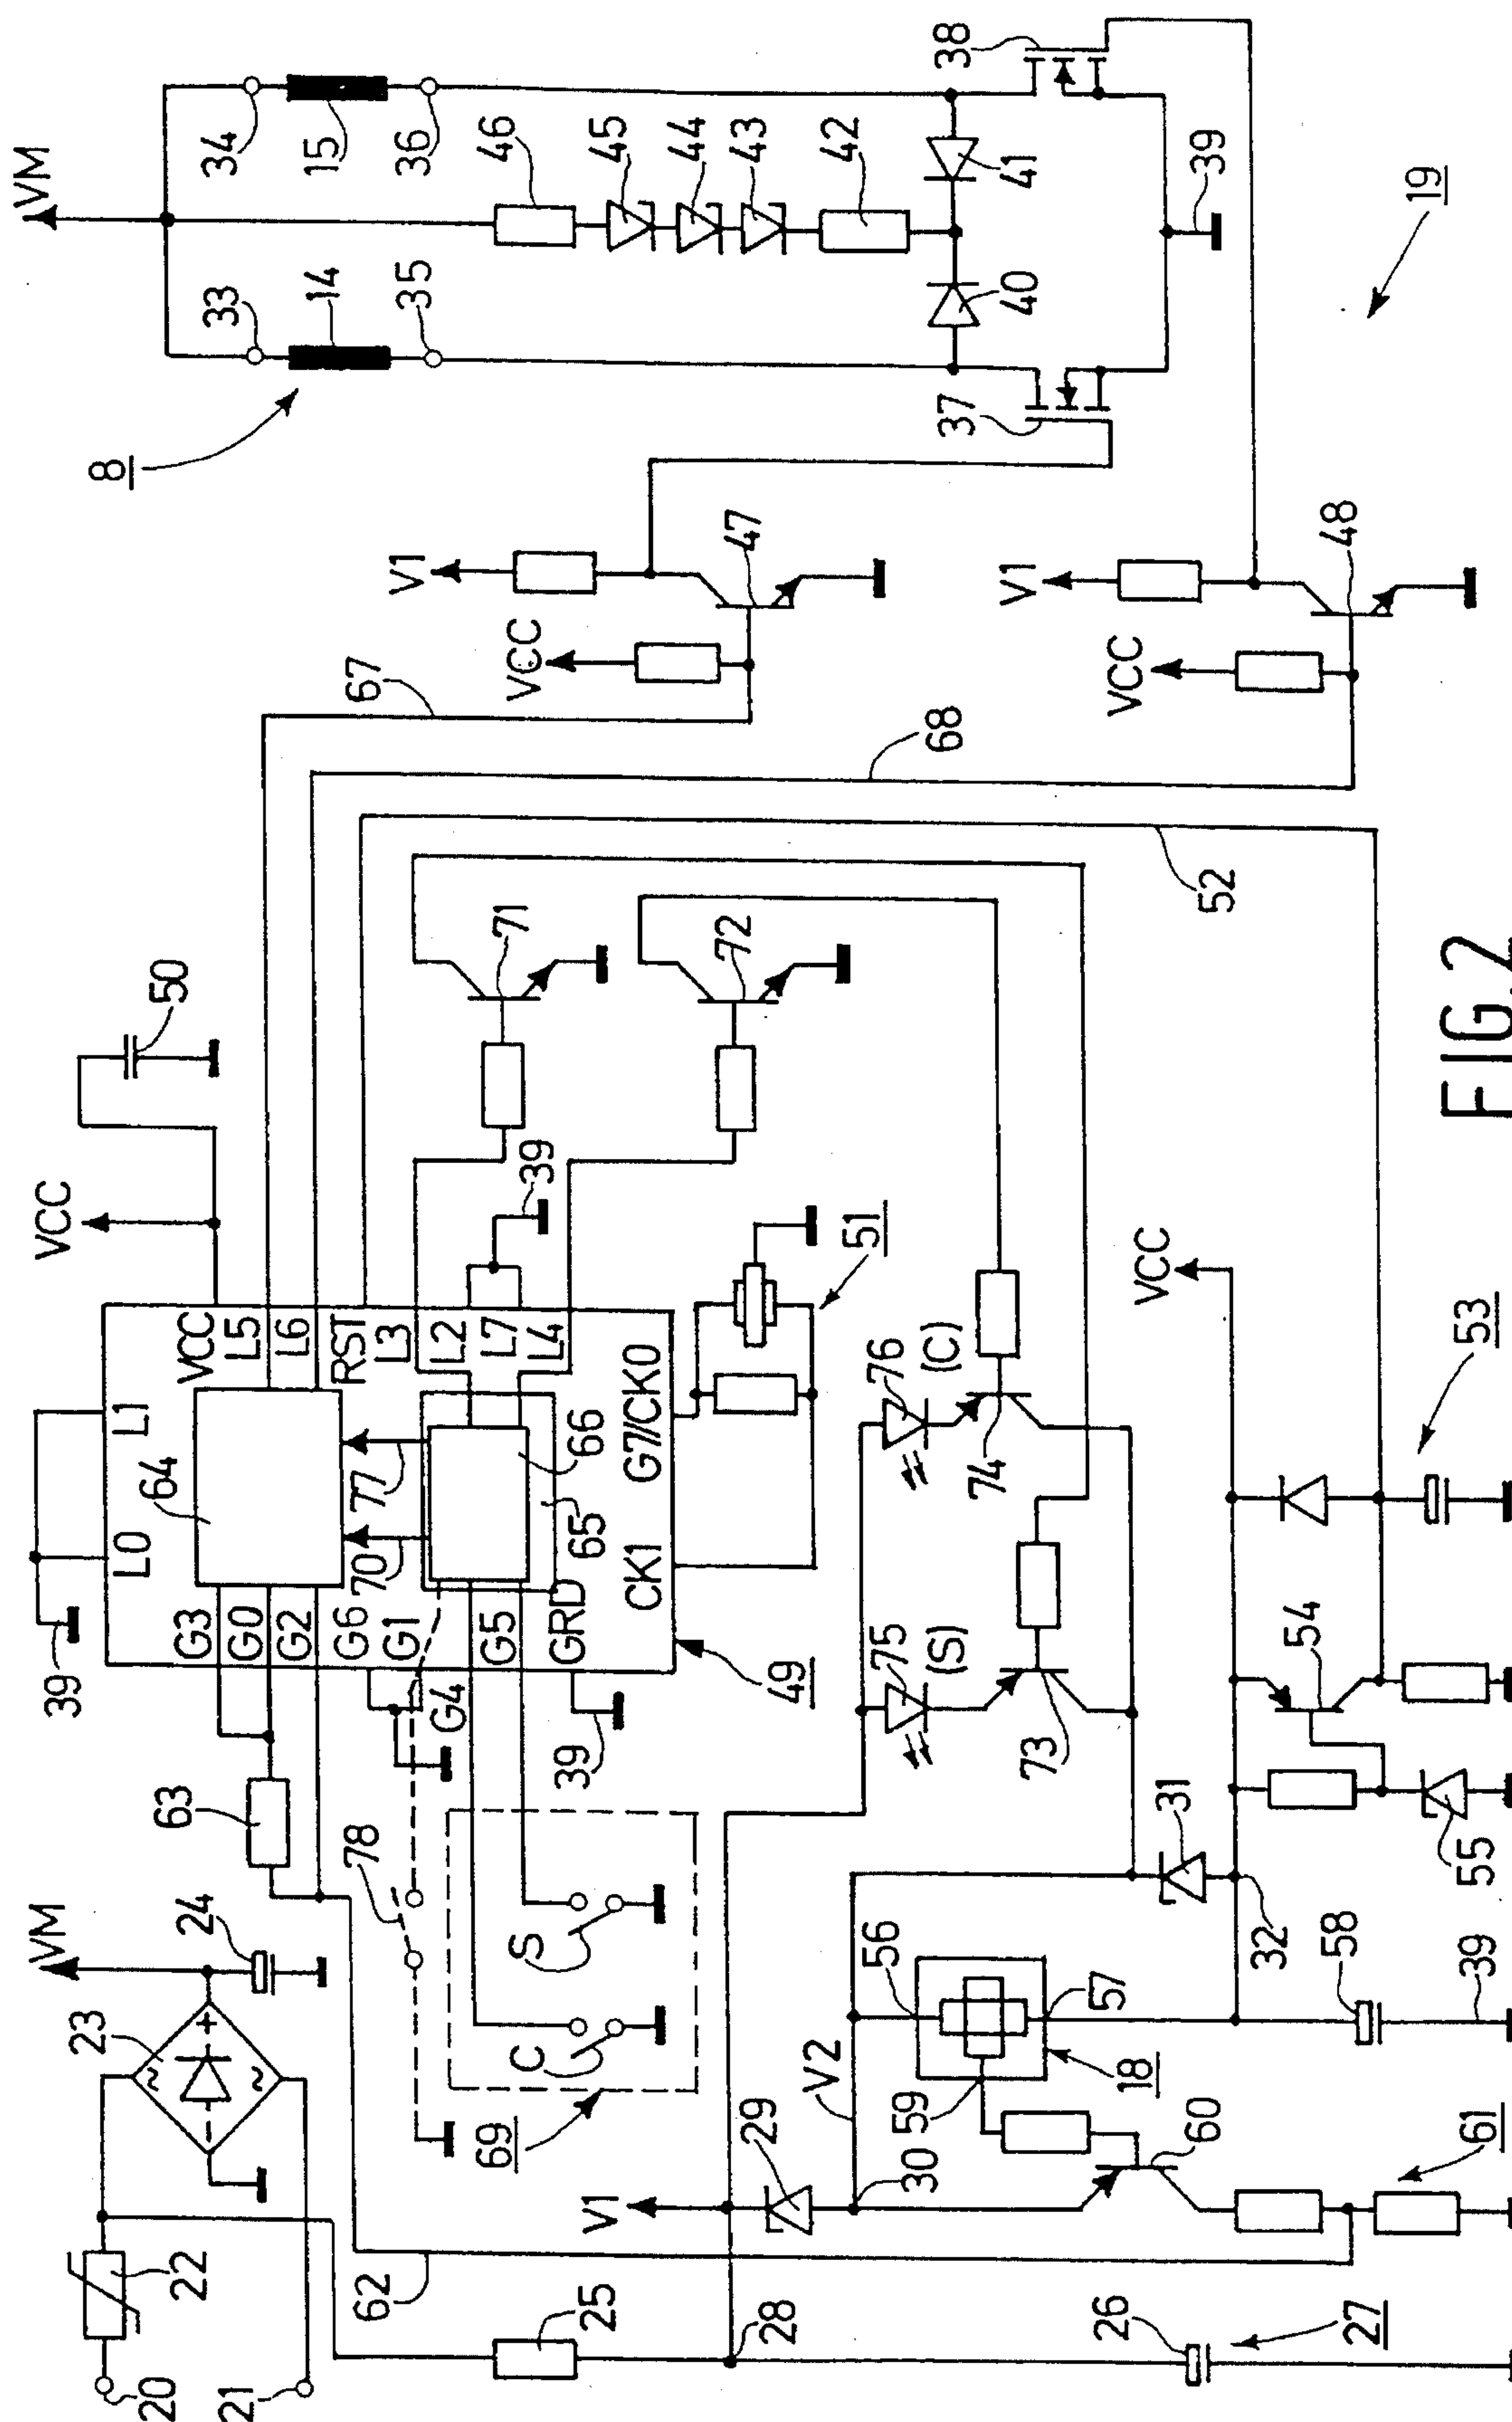 VM
34
15
36
46
45
44
43
42
41
38
39
19
33
14
35
40
37
8
V1
47
VCC
67
V1
48
VCC
68
52
71
72
50
VCC
39
51
L1
L0
39
VCC
L5
L6
RST
L3
L2
L7
L4
64
77
70
66
65
G7/CK0
CK1
G3
G0
G2
G6
G1
G4
G5
GRD
39
49
63
78
VM
24
23
22
20
21
S
C
69
62
25
28
26
27
V1
29
30
V2
56
57
59
18
60
61
58
39
32
31
55
54
53
VCC
76
(C)
74
75
(S)
73
FIG.2